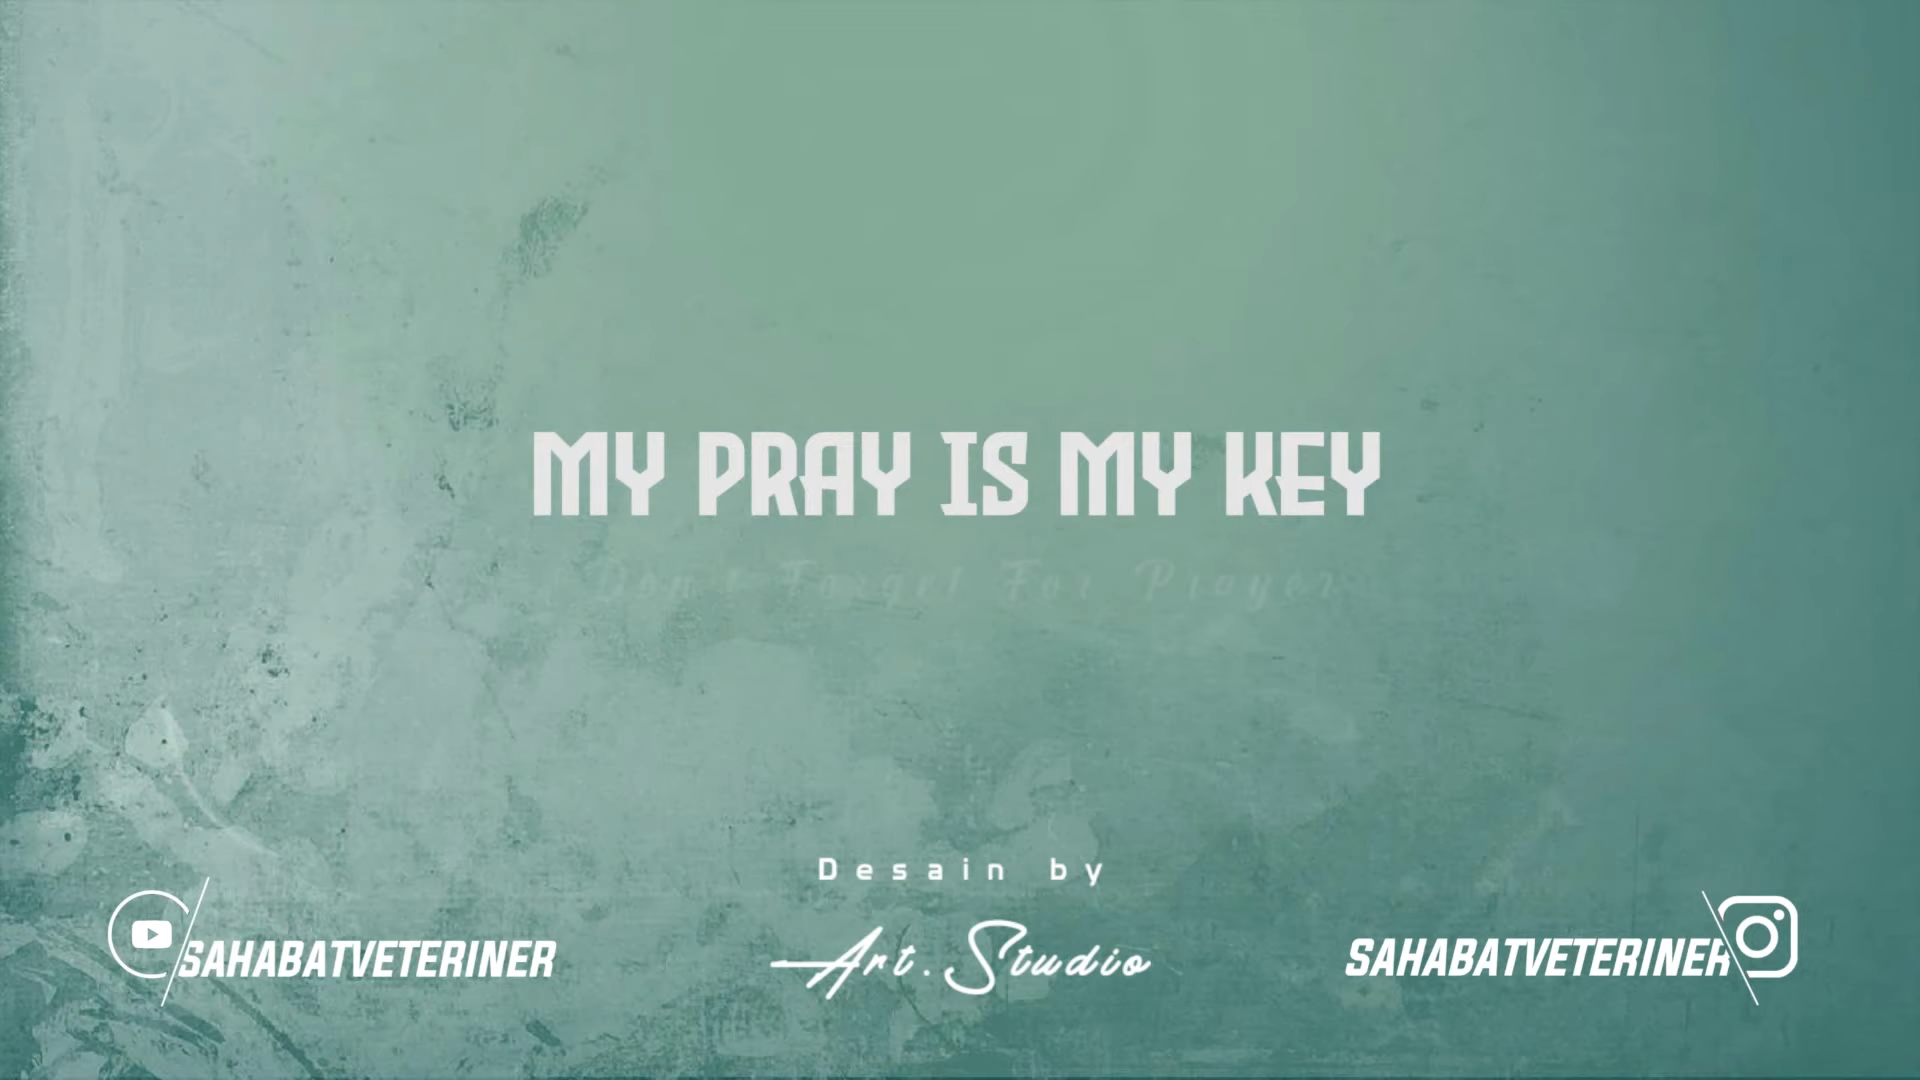 MY PRAY IS MY KEY
Don't Forget For Prayer
Desain by
Art.Studio
SAHABATVETERINER
SAHABATVETERINER